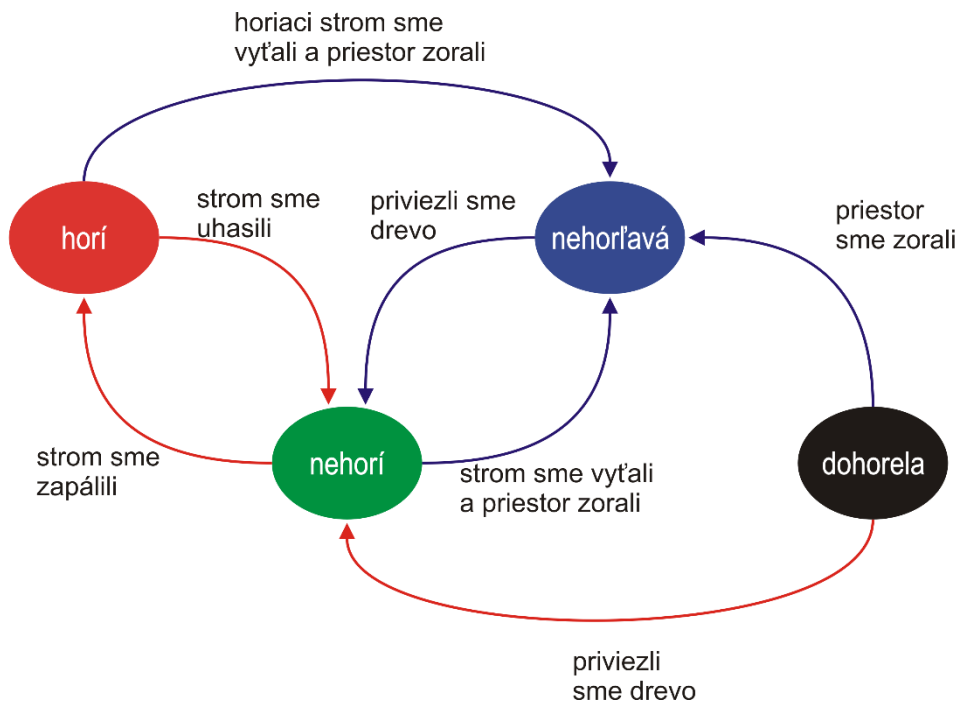 horiaci strom sme
vyťali a priestor zorali
strom sme
uhasili
priviezli sme
drevo
priestor
sme zorali
horí
nehorľavá
strom sme
zapálili
nehorí
strom sme vyťali
a priestor zorali
dohorela
priviezli
sme drevo